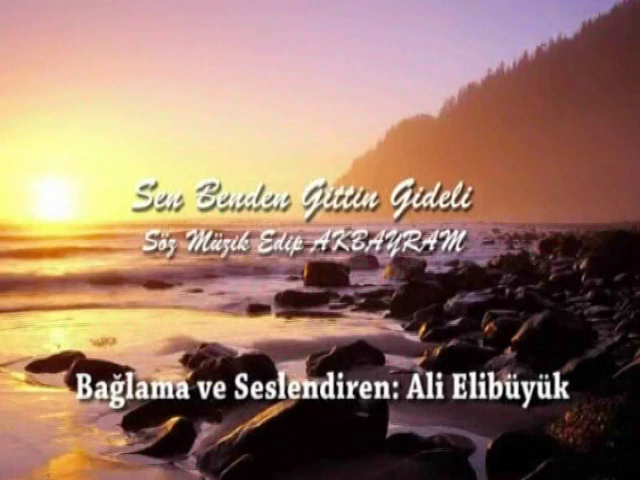 Sen Benden Gittin Gideli
Söz Müzik Edip AKBAYRAM
Bağlama ve Seslendiren: Ali Elibüyük